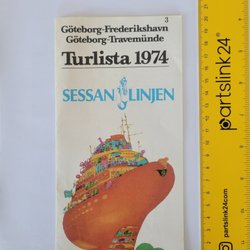 3
Göteborg-Frederikshavn
Göteborg-Travemünde
Turlista 1974
SESSAN LINJEN
partslink24
partslink24.com